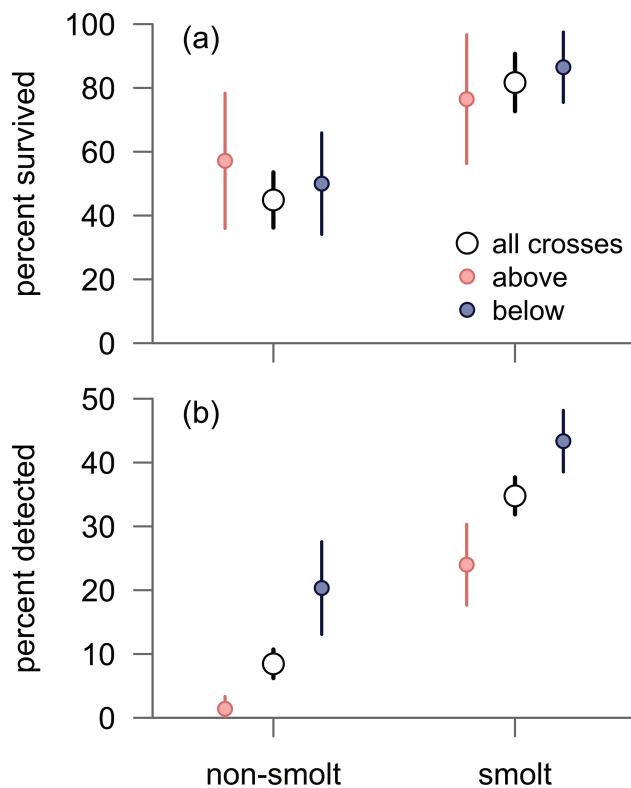 (a)
percent survived
100
80
60
40
20
0
all crosses
above
below
(b)
percent detected
50
40
30
20
10
0
non-smolt
smolt